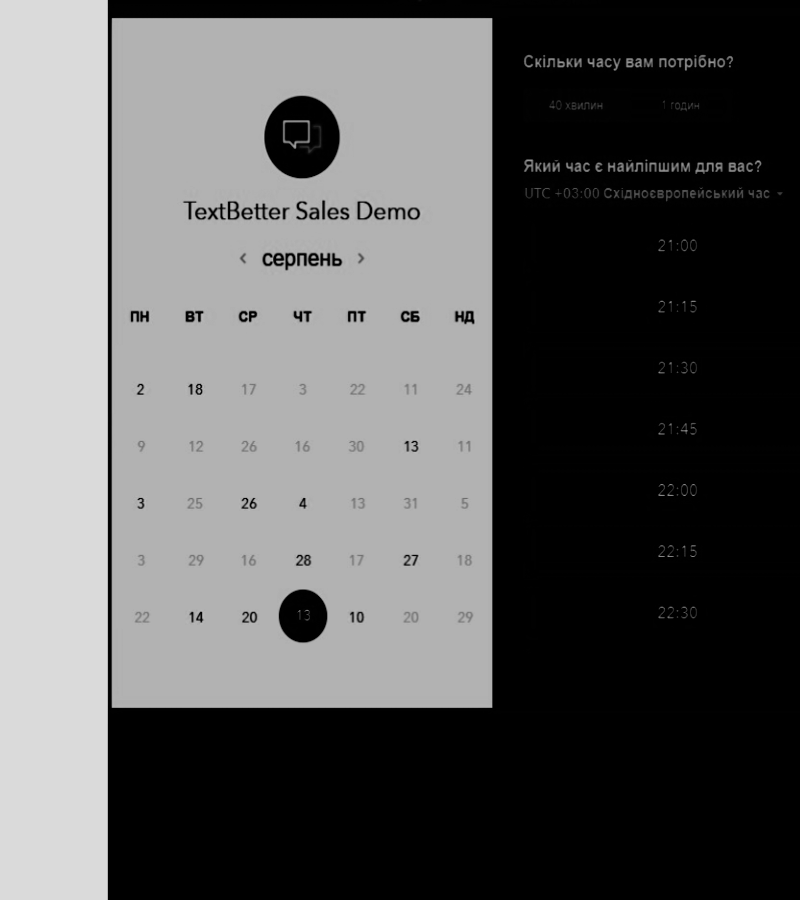 TextBetter Sales Demo
серпень
ПН ВТ СР ЧТ ПТ СБ НД
2 18 17 3 22 11 24
9 12 26 16 30 13 11
3 25 26 4 13 31 5
3 29 16 28 17 27 18
22 14 20 13 10 20 29
Скільки часу вам потрібно?
40 хвилин 1 годин
Який час є найліпшим для вас?
UTC +03:00 Східноєвропейський час
21:00
21:15
21:30
21:45
22:00
22:15
22:30